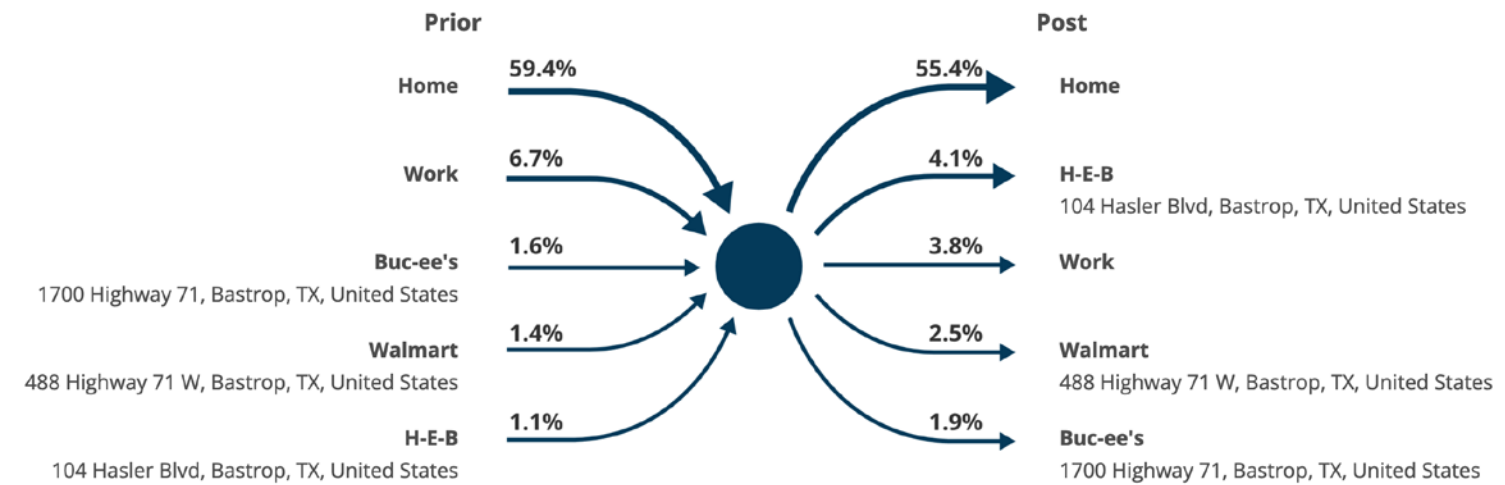 Prior
Post
59.4%
Home
55.4%
Home
6.7%
Work
4.1%
H-E-B
104 Hasler Blvd, Bastrop, TX, United States
1.6%
Buc-ee's
1700 Highway 71, Bastrop, TX, United States
3.8%
Work
1.4%
Walmart
488 Highway 71 W, Bastrop, TX, United States
2.5%
Walmart
488 Highway 71 W, Bastrop, TX, United States
1.1%
H-E-B
104 Hasler Blvd, Bastrop, TX, United States
1.9%
Buc-ee's
1700 Highway 71, Bastrop, TX, United States